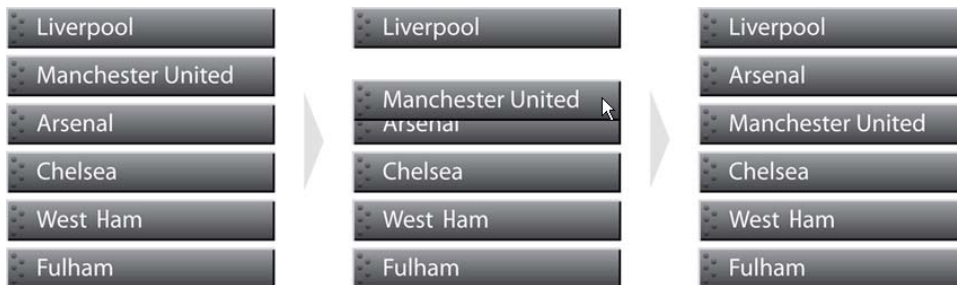 Liverpool
Manchester United
Arsenal
Chelsea
West Ham
Fulham
Liverpool
Manchester United
Arsenal
Chelsea
West Ham
Fulham
Liverpool
Arsenal
Manchester United
Chelsea
West Ham
Fulham